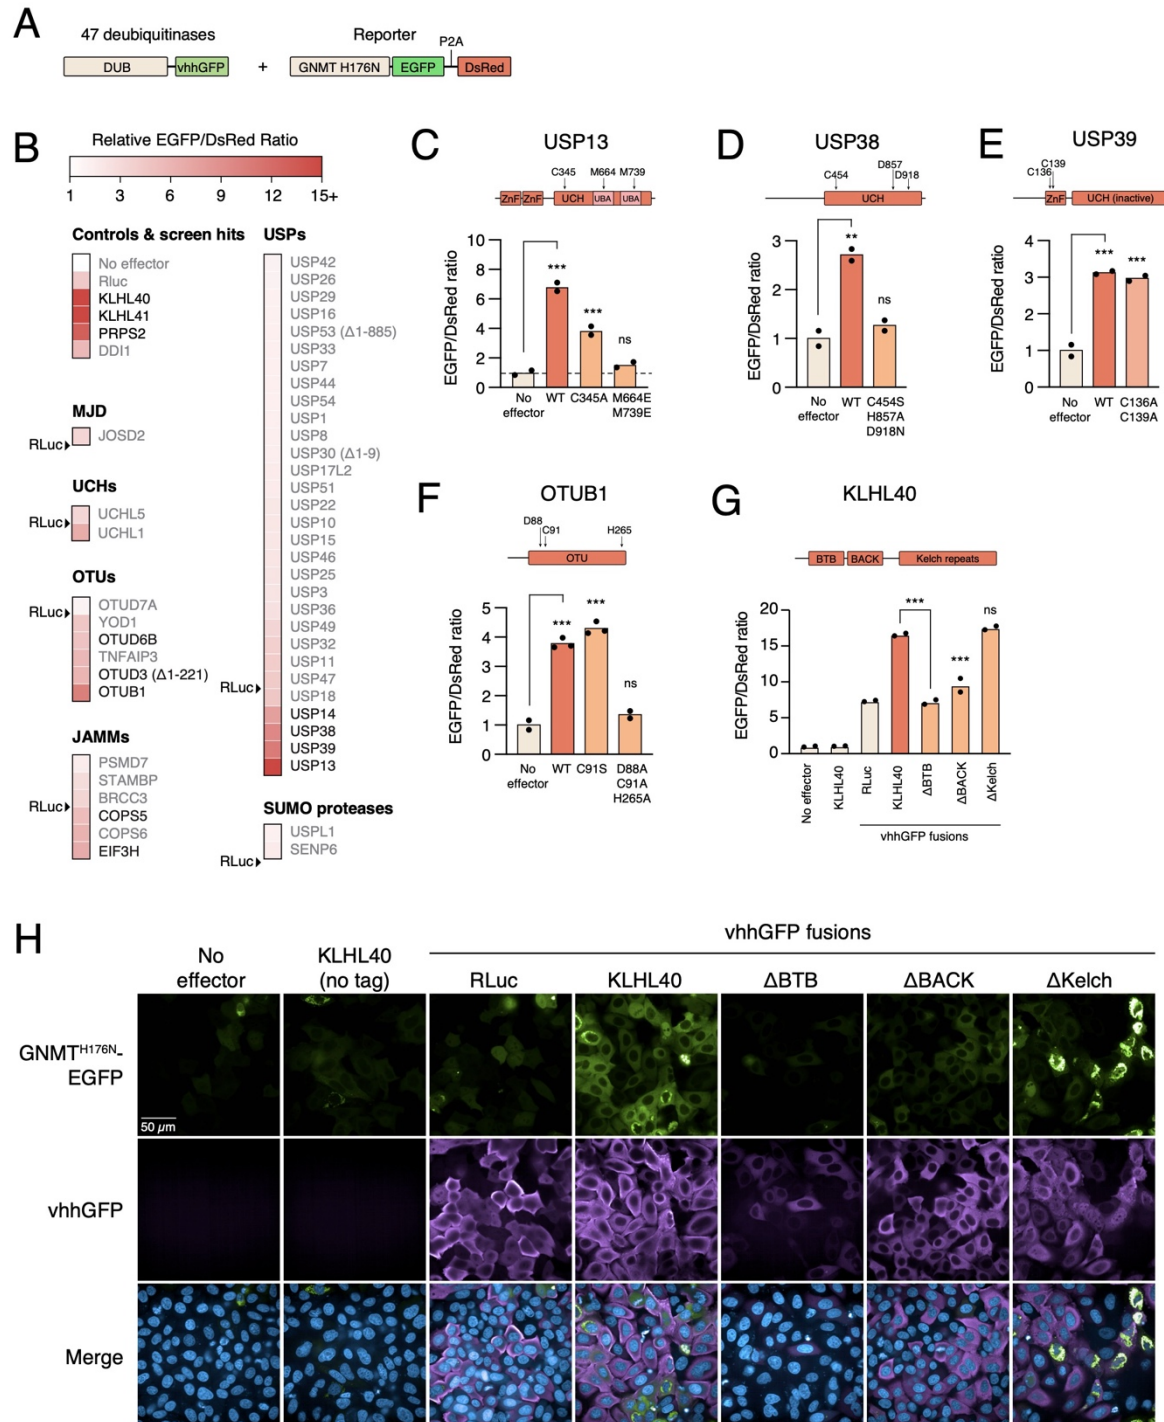 A
47 deubiquitinases
DUB
vhhGFP
+
Reporter
P2A
GNMT H176N
EGFP
DsRed
B
Relative EGFP/DsRed Ratio
1 3 6 9 12 15+
Controls & screen hits
No effector
Rluc
KLHL40
KLHL41
PRPS2
DDI1
MJD
RLuc
JOSD2
UCHs
RLuc
UCHL5
UCHL1
OTUs
RLuc
OTUD7A
YOD1
OTUD6B
TNFAIP3
OTUD3 (Δ1-221)
OTUB1
JAMMs
PSMD7
STAMBP
BRCC3
RLuc
COPS5
COPS6
EIF3H
USPs
USP42
USP26
USP29
USP16
USP53 (Δ1-885)
USP33
USP7
USP44
USP54
USP1
USP8
USP30 (Δ1-9)
USP17L2
USP51
USP22
USP10
USP15
USP46
USP25
USP3
USP36
USP49
USP32
USP11
USP47
RLuc
USP18
USP14
USP38
USP39
USP13
SUMO proteases
USPL1
SENP6
RLuc
C
USP13
C345 M664 M739
ZnF ZnF UCH UBA UBA
EGFP/DsRed ratio
10
8
6
4
2
0
***
***
ns
No effector
WT
C345A
M664E
M739E
D
USP38
C454 D857 D918
UCH
EGFP/DsRed ratio
3
2
1
0
**
ns
No effector
WT
C454S
H857A
D918N
E
USP39
C139
C136
ZnF UCH (inactive)
EGFP/DsRed ratio
4
3
2
1
0
***
***
No effector
WT
C136A
C139A
F
OTUB1
D88 C91 H265
OTU
EGFP/DsRed ratio
5
4
3
2
1
0
***
***
ns
No effector
WT
C91S
D88A
C91A
H265A
G
KLHL40
BTB BACK Kelch repeats
EGFP/DsRed ratio
20
15
10
5
0
***
***
ns
No effector
KLHL40
RLuc
KLHL40
ΔBTB
ΔBACK
ΔKelch
vhhGFP fusions
H
vhhGFP fusions
No effector
KLHL40 (no tag)
RLuc
KLHL40
ΔBTB
ΔBACK
ΔKelch
GNMTH176N-
EGFP
50 µm
vhhGFP
Merge